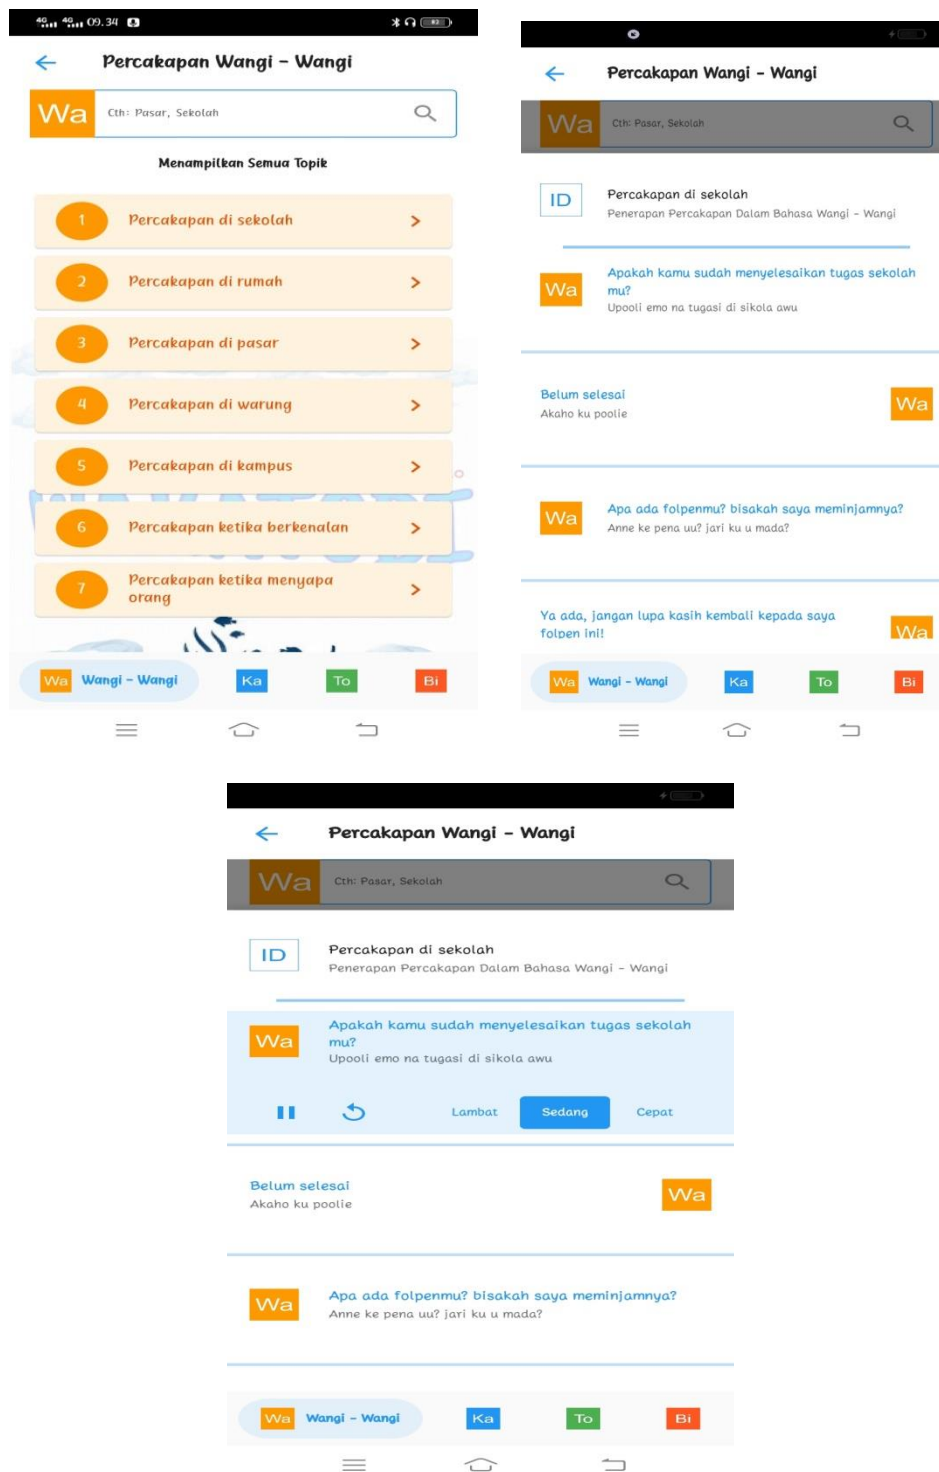 4G 4G 09.34
82
Percakapan Wangi - Wangi
Wa Cth: Pasar, Sekolah
Menampilkan Semua Topik
1 Percakapan di sekolah >
2 Percakapan di rumah >
3 Percakapan di pasar >
4 Percakapan di warung >
5 Percakapan di kampus >
6 Percakapan ketika berkenalan >
7 Percakapan ketika menyapa
orang >
Wa Wangi - Wangi Ka To Bi
Percakapan Wangi - Wangi
Wa Cth: Pasar, Sekolah
ID Percakapan di sekolah
Penerapan Percakapan Dalam Bahasa Wangi - Wangi
Wa Apakah kamu sudah menyelesaikan tugas sekolah
mu?
Upooli emo na tugasi di sikola awu
Belum selesai
Akaho ku poolie
Wa
Wa Apa ada folpenmu? bisakah saya meminjamnya?
Anne ke pena uu? jari ku u mada?
Ya ada, jangan lupa kasih kembali kepada saya
folpen ini!
Wa
Wa Wangi - Wangi Ka To Bi
Percakapan Wangi - Wangi
Wa Cth: Pasar, Sekolah
ID Percakapan di sekolah
Penerapan Percakapan Dalam Bahasa Wangi - Wangi
Wa Apakah kamu sudah menyelesaikan tugas sekolah
mu?
Upooli emo na tugasi di sikola awu
Lambat Sedang Cepat
Belum selesai
Akaho ku poolie
Wa
Wa Apa ada folpenmu? bisakah saya meminjamnya?
Anne ke pena uu? jari ku u mada?
Wa Wangi - Wangi Ka To Bi